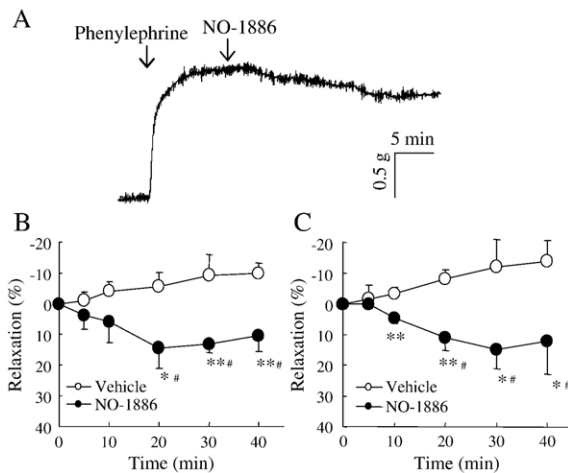 A
Phenylephrine
NO-1886
5 min
0.5 g
B
-20
-10
0
10
20
30
40
Relaxation (%)
* #
**#
**#
Vehicle
NO-1886
0
10
20
30
40
Time (min)
C
-20
-10
0
10
20
30
40
Relaxation (%)
**
**#
*#
*#
Vehicle
NO-1886
0
10
20
30
40
Time (min)